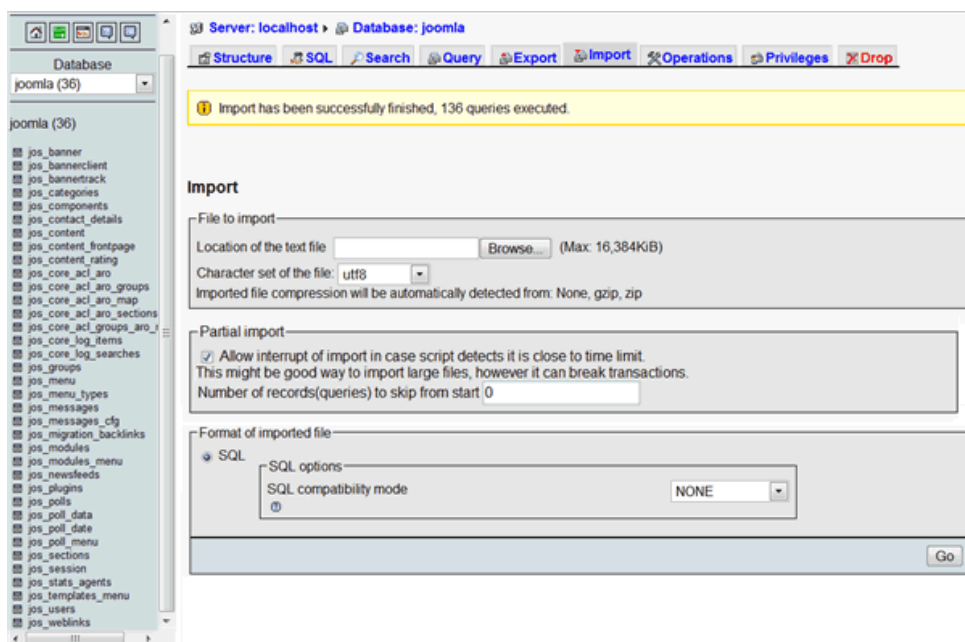 Database
joomla (36)
joomla (36)
jos_banner
jos_bannerclient
jos_bannertrack
jos_categories
jos_components
jos_contact_details
jos_content
jos_content_frontpage
jos_content_rating
jos_core_acl_aro
jos_core_acl_aro_groups
jos_core_acl_aro_map
jos_core_acl_aro_sections
jos_core_acl_groups_aro_
jos_core_log_items
jos_core_log_searches
jos_groups
jos_menu
jos_menu_types
jos_messages
jos_messages_cfg
jos_migration_backlinks
jos_modules
jos_modules_menu
jos_newsfeeds
jos_plugins
jos_polls
jos_poll_data
jos_poll_date
jos_poll_menu
jos_sections
jos_session
jos_stats_agents
jos_templates_menu
jos_users
jos_weblinks
Server: localhost ▸ Database: joomla
Structure SQL Search Query Export Import Operations Privileges Drop
Import has been successfully finished, 136 queries executed.
Import
File to import
Location of the text file Browse... (Max: 16,384KiB)
Character set of the file: utf8
Imported file compression will be automatically detected from: None, gzip, zip
Partial import
Allow interrupt of import in case script detects it is close to time limit.
This might be good way to import large files, however it can break transactions.
Number of records(queries) to skip from start 0
Format of imported file
SQL
SQL options
SQL compatibility mode NONE
Go